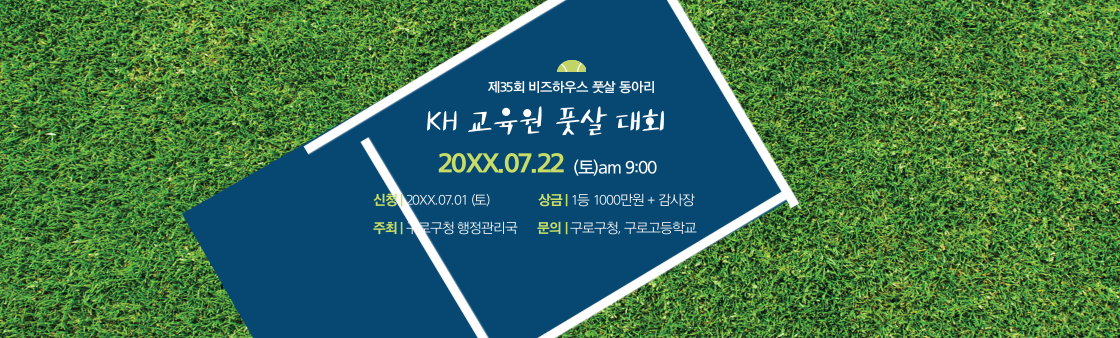 제35회 비즈하우스 풋살 동아리
KH 교육원 풋살 대회
20XX.07.22 (토)am 9:00
신청 | 20XX.07.01 (토) 상금 | 1등 1000만원 + 감사장
주최 | 구로구청 행정관리국 문의 | 구로구청, 구로고등학교